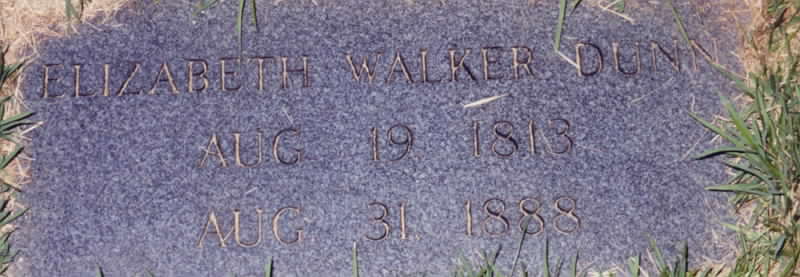 ELIZABETH WALKER DUNN
AUG. 19. 1813
AUG. 31. 1888